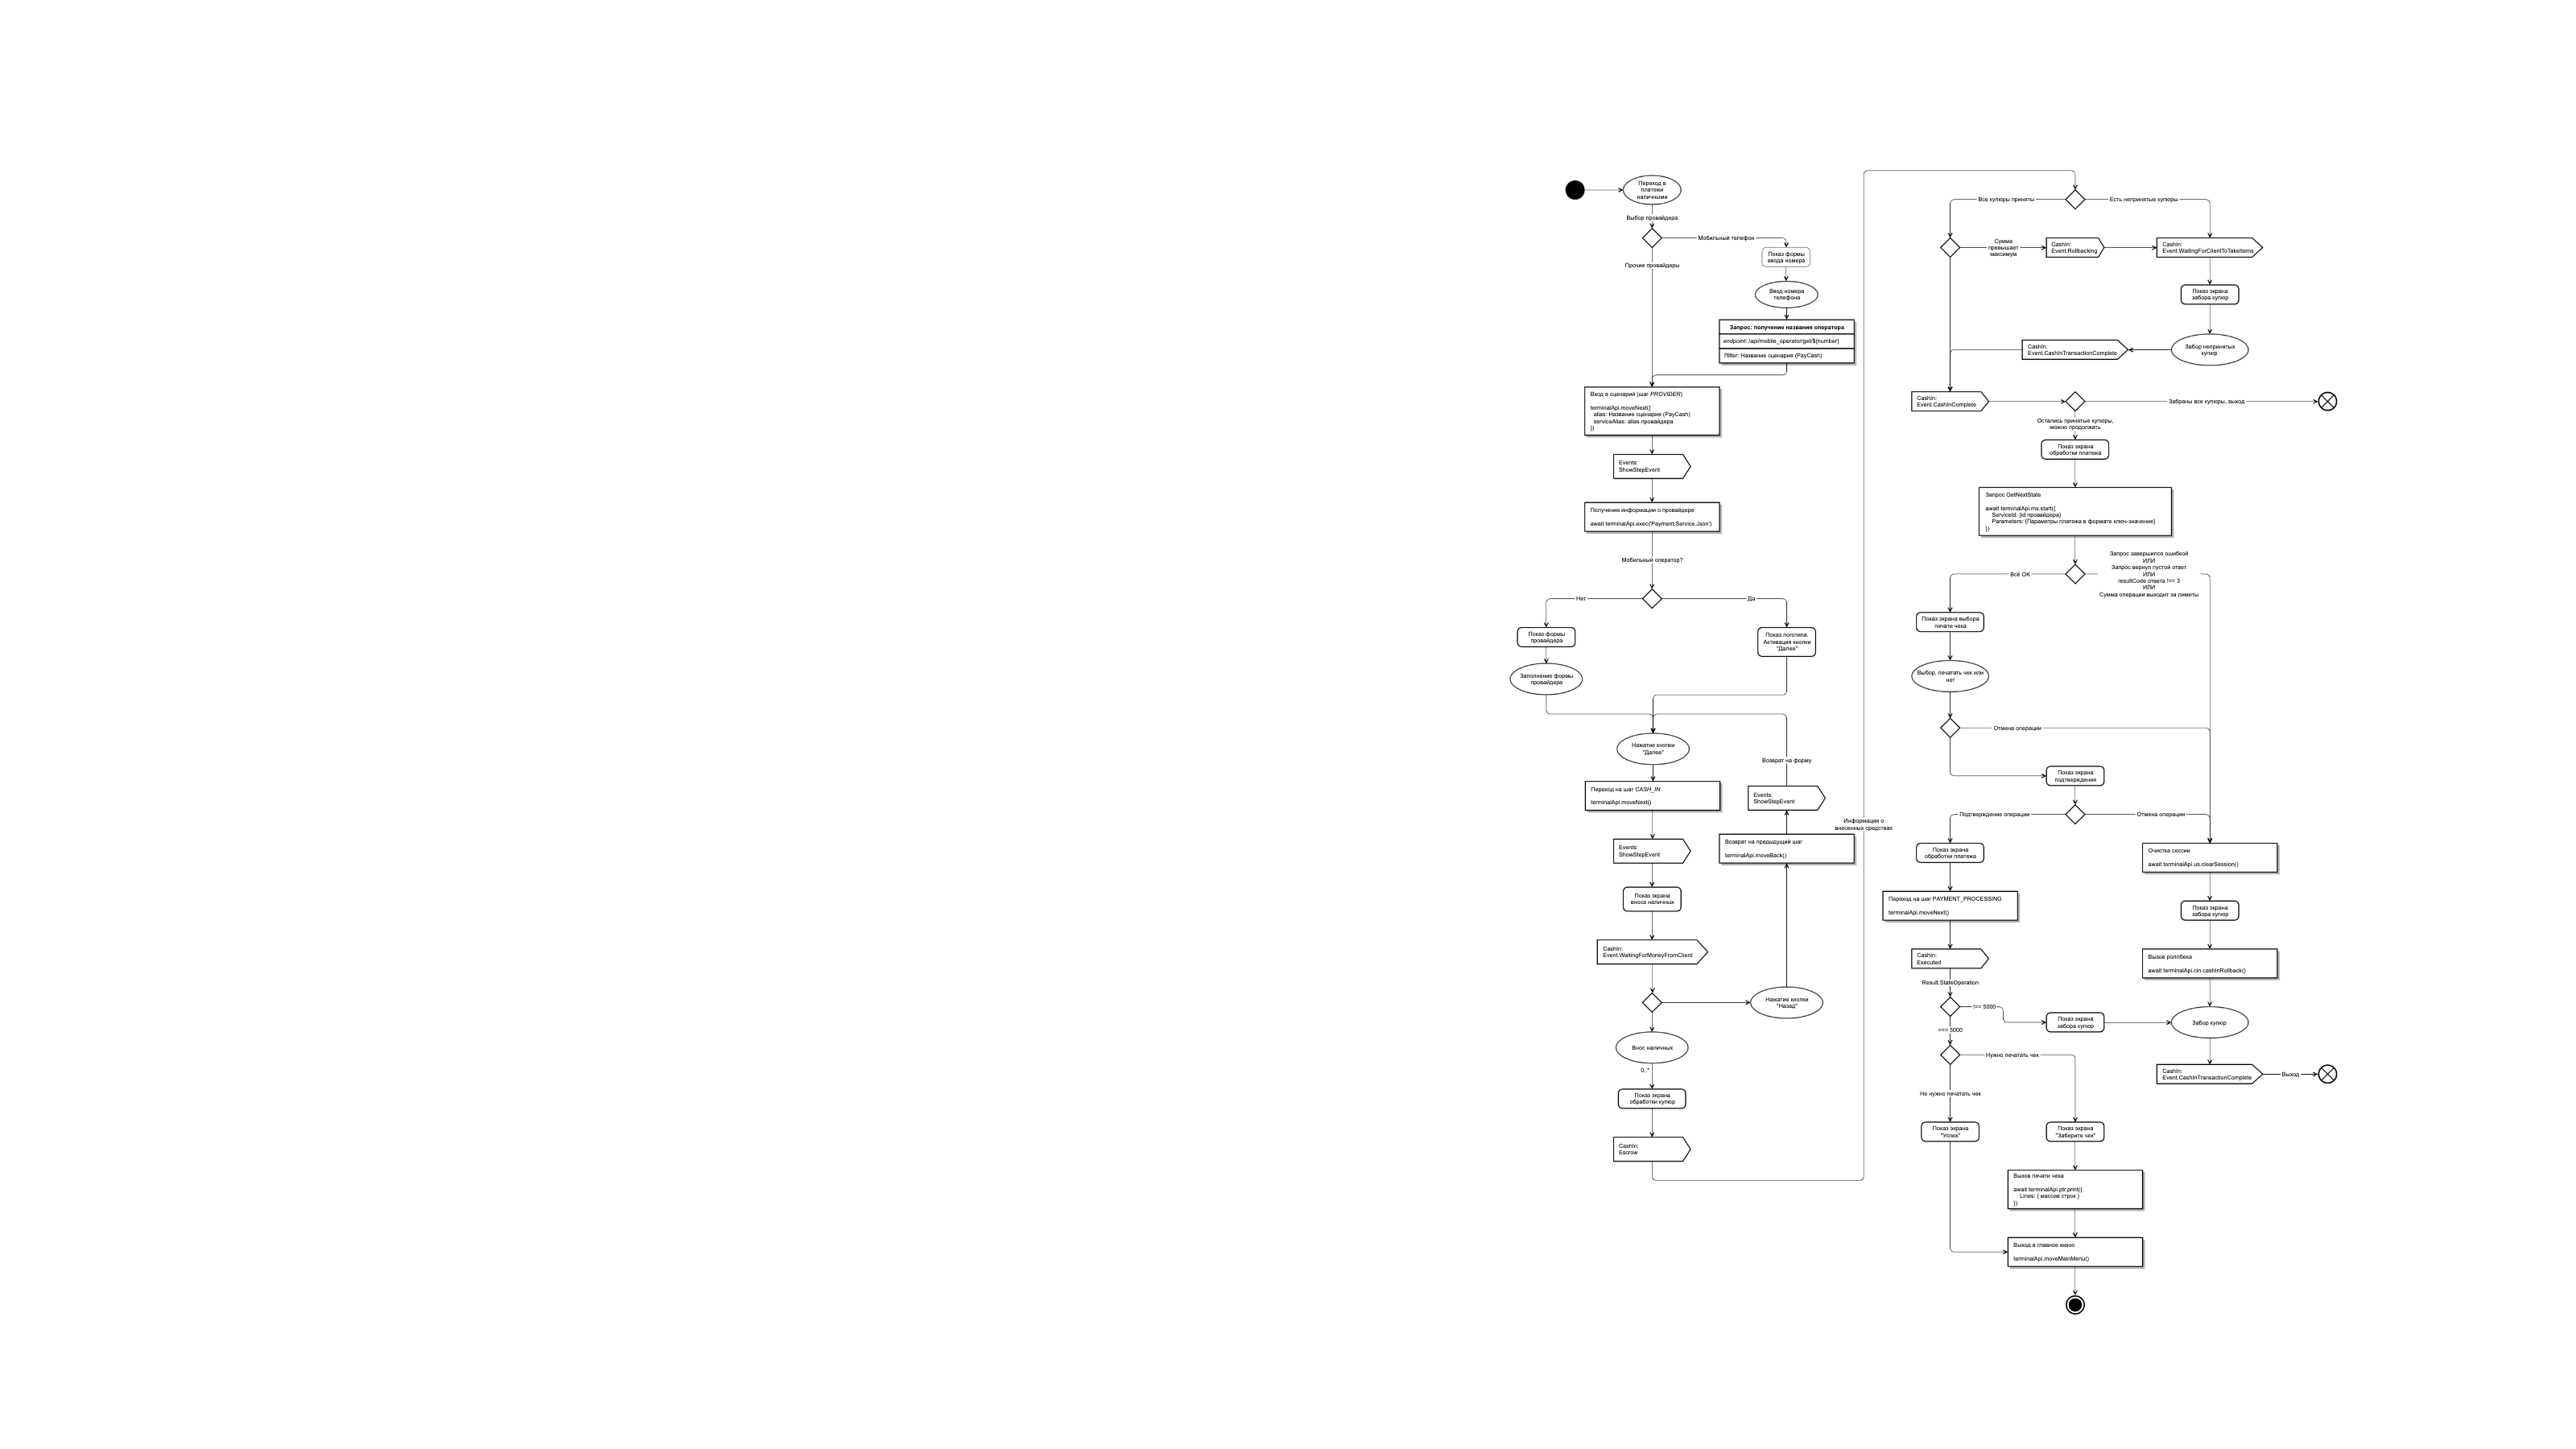 Переход в
платежи
наличными
Выбор провайдера
Мобильный телефон
Прочие провайдеры
Показ формы
ввода номера
Ввод номера
телефона
Запрос: получение названия оператора
endpoint: /api/mobile_operator/get/${number}
?filter: Название сценария (PayCash)
Вход в сценарий (шаг PROVIDER)
terminalApi.moveNext({
alias: Название сценария (PayCash)
serviceAlias: alias провайдера
})
Events:
ShowStepEvent
Получение информации о провайдере
await terminalApi.exec('Payment.Service.Json')
Мобильный оператор?
Нет
Да
Показ формы
провайдера
Показ логотипа.
Активация кнопки
"Далее"
Заполнение формы
провайдера
Нажатие кнопки
"Далее"
Возврат на форму
Переход на шаг CASH_IN
terminalApi.moveNext()
Events:
ShowStepEvent
Возврат на предыдущий шаг
terminalApi.moveBack()
Events:
ShowStepEvent
Показ экрана
вноса наличных
CashIn:
Event.WaitingForMoneyFromClient
Нажатие кнопки
"Назад"
Внос наличных
0..*
Показ экрана
обработки купюр
CashIn:
Escrow
Информация о
внесенных средствах
Все купюры приняты
Есть непринятые купюры
Сумма
превышает
максимум
CashIn:
Event.Rollbacking
CashIn:
Event.WaitingForClientToTakeItems
Показ экрана
забора купюр
Забор непринятых
купюр
CashIn:
Event.CashInTransactionComplete
CashIn:
Event.CashInComplete
Забраны все купюры, выход
Остались принятые купюры,
можно продолжать
Показ экрана
обработки платежа
Запрос GetNextState
await terminalApi.ms.start({
ServiceId: {id провайдера}
Parameters: {Параметры платежа в формате ключ-значение}
})
Всё ОК
Запрос завершился ошибкой
ИЛИ
Запрос вернул пустой ответ
ИЛИ
resultCode ответа !== 3
ИЛИ
Сумма операции выходит за лимиты
Показ экрана выбора
печати чека
Выбор, печатать чек или
нет
Отмена операции
Показ экрана
подтверждения
Подтверждение операции
Отмена операции
Показ экрана
обработки платежа
Очистка сессии
await terminalApi.us.clearSession()
Переход на шаг PAYMENT_PROCESSING
terminalApi.moveNext()
Показ экрана
забора купюр
CashIn:
Executed
Вызов роллбека
await terminalApi.cin.cashInRollback()
Result.StateOperation
!== 5000
Показ экрана
забора купюр
Забор купюр
=== 5000
Нужно печатать чек
CashIn:
Event.CashInTransactionComplete
Выход
Не нужно печатать чек
Показ экрана
"Успех"
Показ экрана
"Заберите чек"
Вызов печати чека
await terminalApi.ptr.print({
Lines: { массив строк }
})
Выход в главное меню
terminalApi.moveMainMenu()